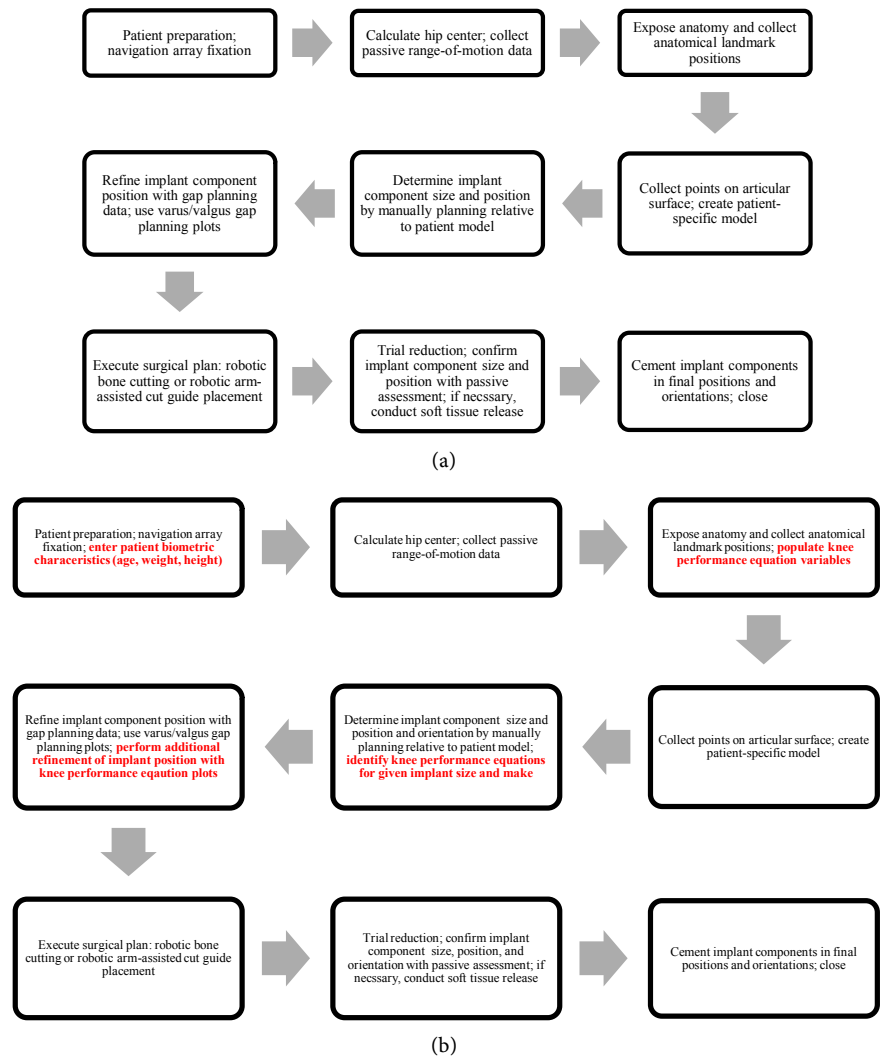 Patient preparation;
navigation array fixation
Calculate hip center; collect
passive range-of-motion data
Expose anatomy and collect
anatomical landmark
positions
Collect points on articular
surface; create patient-
specific model
Determine implant
component size and position
by manually planning relative
to patient model
Refine implant component
position with gap planning
data; use varus/valgus gap
planning plots
Execute surgical plan: robotic
bone cutting or robotic arm-
assisted cut guide placement
Trial reduction; confirm
implant component size and
position with passive
assessment; if necssary,
conduct soft tissue release
Cement implant components
in final positions and
orientations; close
(a)
Patient preparation; navigation array
fixation; enter patient biometric
characeristics (age, weight, height)
Calculate hip center; collect passive
range-of-motion data
Expose anatomy and collect anatomical
landmark positions; populate knee
performance equation variables
Collect points on articular surface; create
patient-specific model
Determine implant component size and
position and orientation by manually
planning relative to patient model;
identify knee performance equations
for given implant size and make
Refine implant component position with
gap planning data; use varus/valgus gap
planning plots; perform additional
refinement of implant position with
knee performance eqaution plots
Execute surgical plan: robotic bone
cutting or robotic arm-assisted cut guide
placement
Trial reduction; confirm implant
component size, position, and
orientation with passive assessment; if
necssary, conduct soft tissue release
Cement implant components in final
positions and orientations; close
(b)